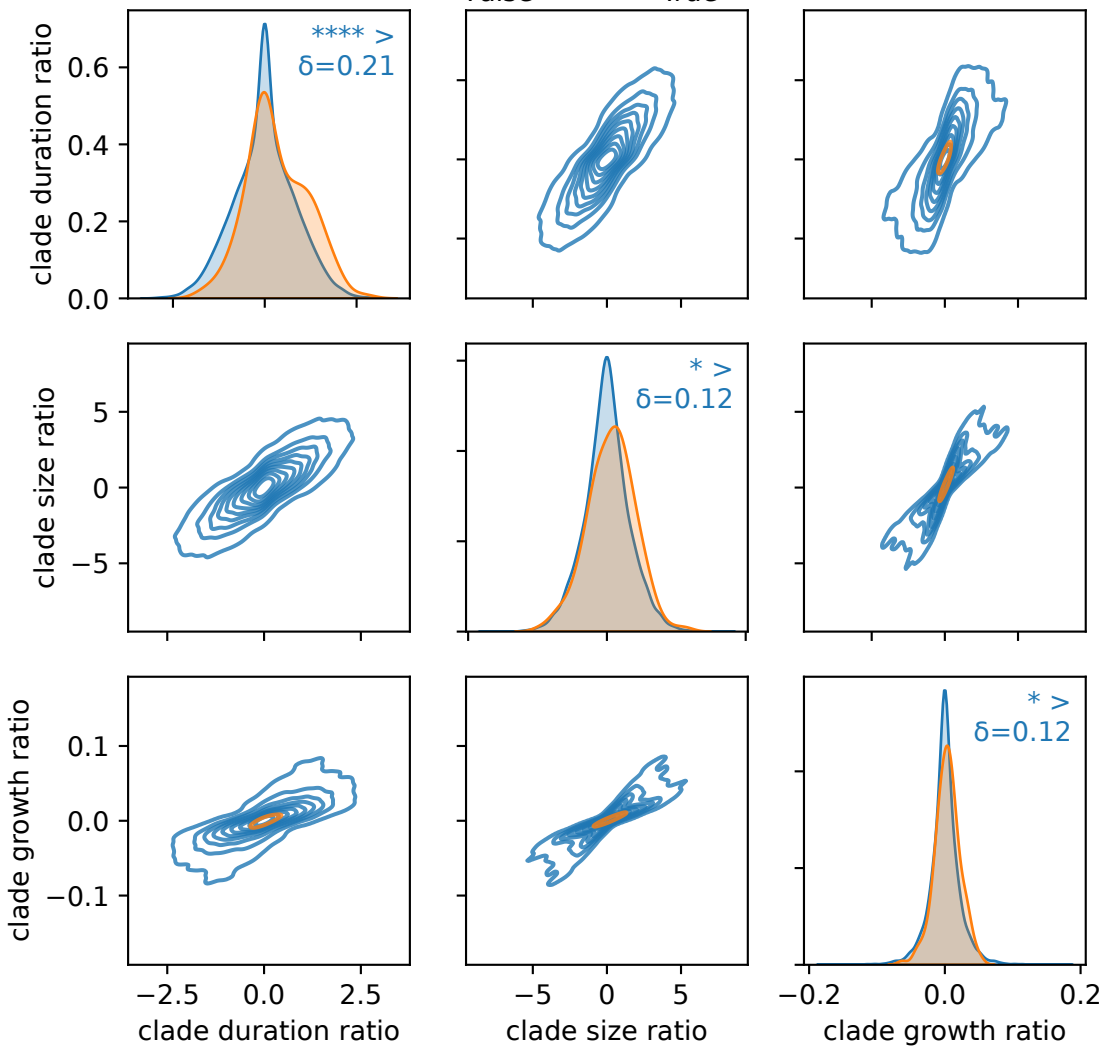 clade duration ratio
0.6
0.4
0.2
0.0
**** >
δ=0.21
clade size ratio
5
0
−5
* >
δ=0.12
clade growth ratio
0.1
0.0
−0.1
* >
δ=0.12
−2.5 0.0 2.5
−5 0 5
−0.2 0.0 0.2
clade duration ratio
clade size ratio
clade growth ratio